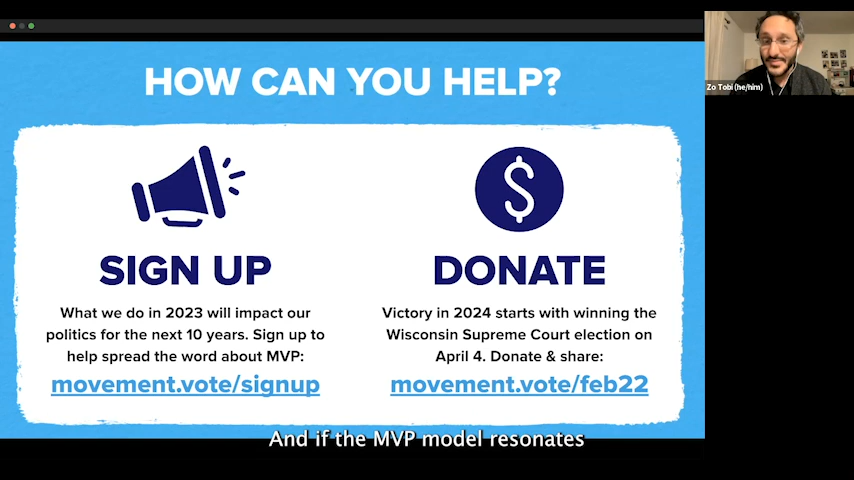 HOW CAN YOU HELP?
Zo Tobi (he/him)
SIGN UP
What we do in 2023 will impact our
politics for the next 10 years. Sign up to
help spread the word about MVP:
movement.vote/signup
DONATE
Victory in 2024 starts with winning the
Wisconsin Supreme Court election on
April 4. Donate & share:
movement.vote/feb22
And if the MVP model resonates